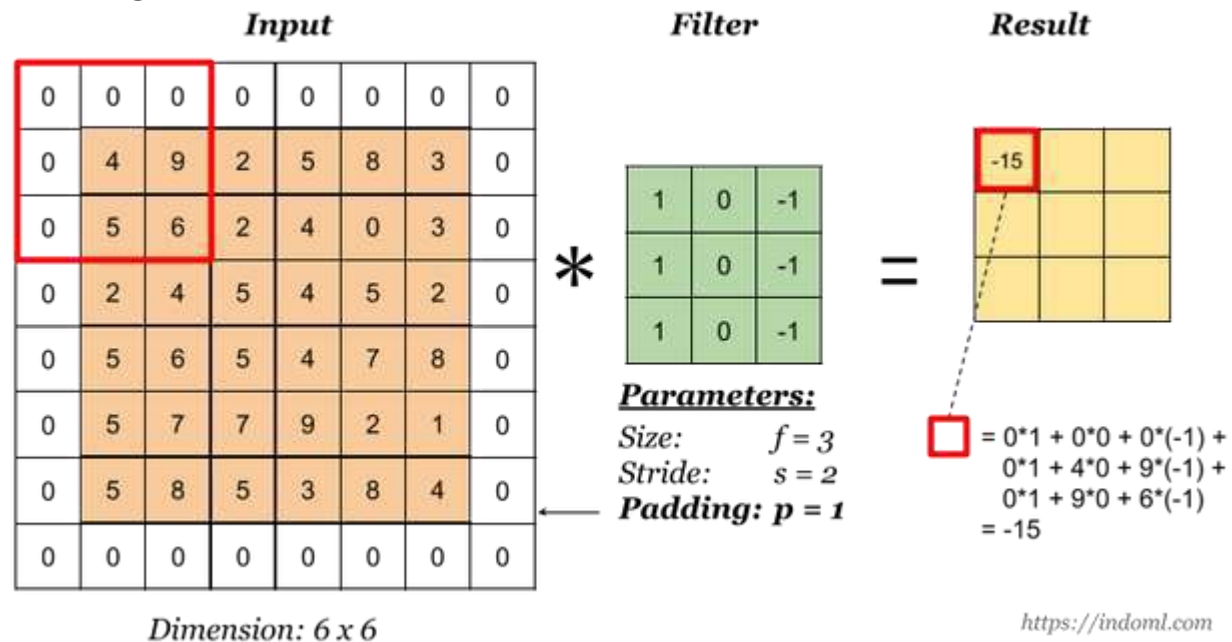 Input Filter Result
0 0 0 0 0 0 0 0
0 4 9 2 5 8 3 0
0 5 6 2 4 0 3 0
0 2 4 5 4 5 2 0
0 5 6 5 4 7 8 0
0 5 7 7 9 2 1 0
0 5 8 5 3 8 4 0
0 0 0 0 0 0 0 0
Dimension: 6 x 6
*
1 0 -1
1 0 -1
1 0 -1
Parameters:
Size: f = 3
Stride: s = 2
Padding: p = 1
=
-15
= 0*1 + 0*0 + 0*(-1) +
0*1 + 4*0 + 9*(-1) +
0*1 + 9*0 + 6*(-1)
= -15
https://indoml.com